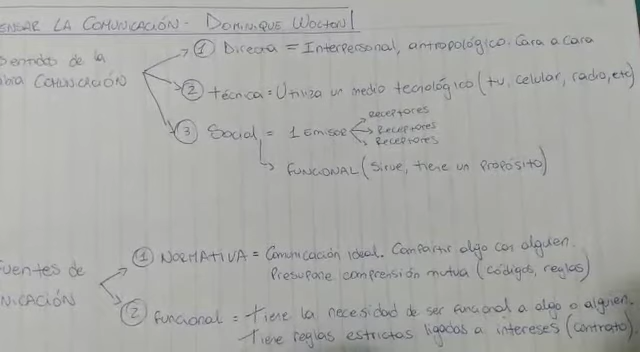 ENSAR LA COMUNICACIÓN - DOMINIQUE WOLTON
① Directa = Interpersonal, antropológico. Cara a cara
entido de la
abra COMUNICACIÓN
② técnica = Utiliza un medio tecnológico (tv, celular, radio, etc)
③ Social = 1 EMISOR
RECEPTORES
RECEPTORES
RECEPTORES
FUNCIONAL (sirve, tiene un propósito)
① NORMATIVA = Comunicación ideal. Compartir algo con alguien.
Presupone comprensión mutua (códigos, reglas)
uentes de
NICACIÓN
② funcional = tiene la necesidad de ser funcional a algo o alguien.
tiene reglas estrictas ligadas a intereses (contrato).